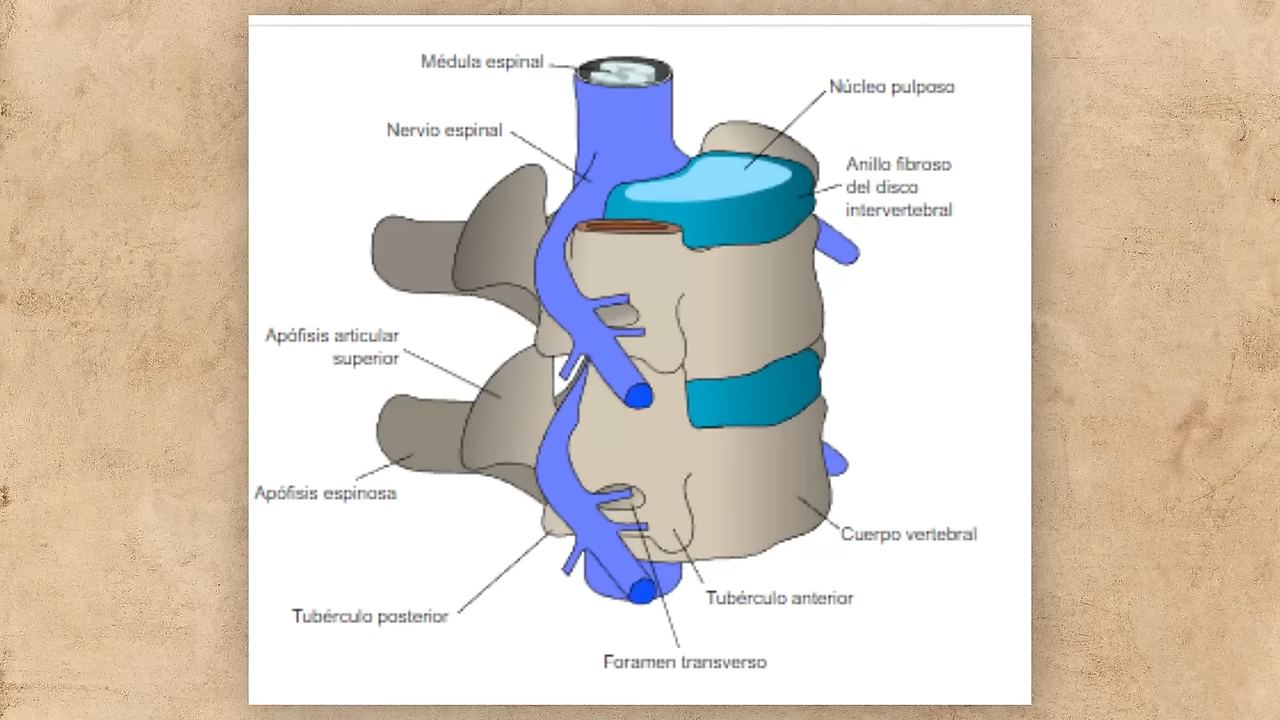 Médula espinal
Núcleo pulposo
Nervio espinal
Anillo fibroso
del disco
intervertebral
Apófisis articular
superior
Apófisis espinosa
Cuerpo vertebral
Tubérculo anterior
Tubérculo posterior
Foramen transverso